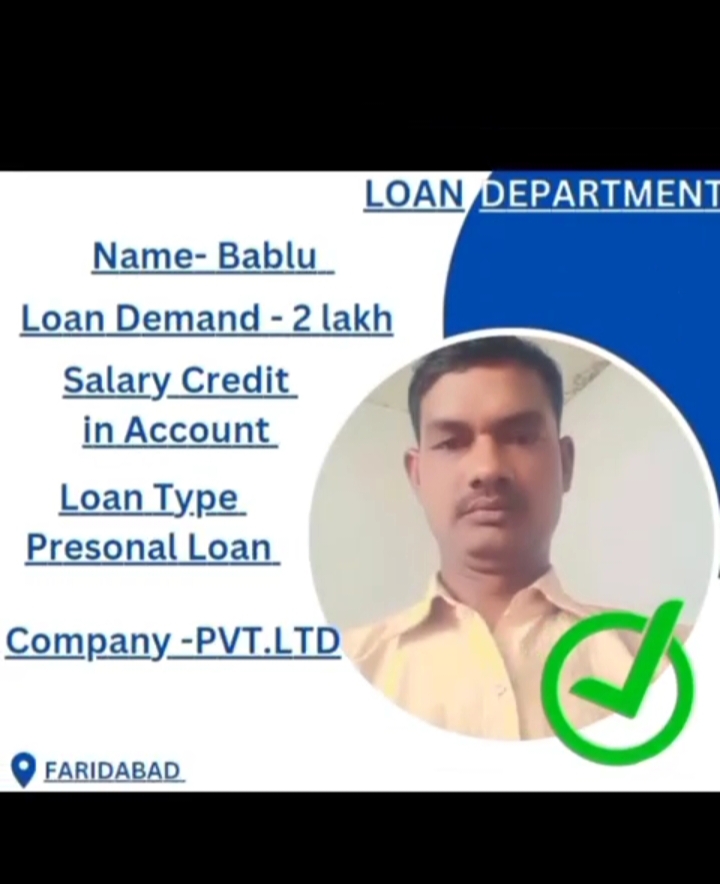 LOAN DEPARTMENT
Name- Bablu
Loan Demand - 2 lakh
Salary Credit
in Account
Loan Type
Presonal Loan
Company -PVT.LTD
FARIDABAD